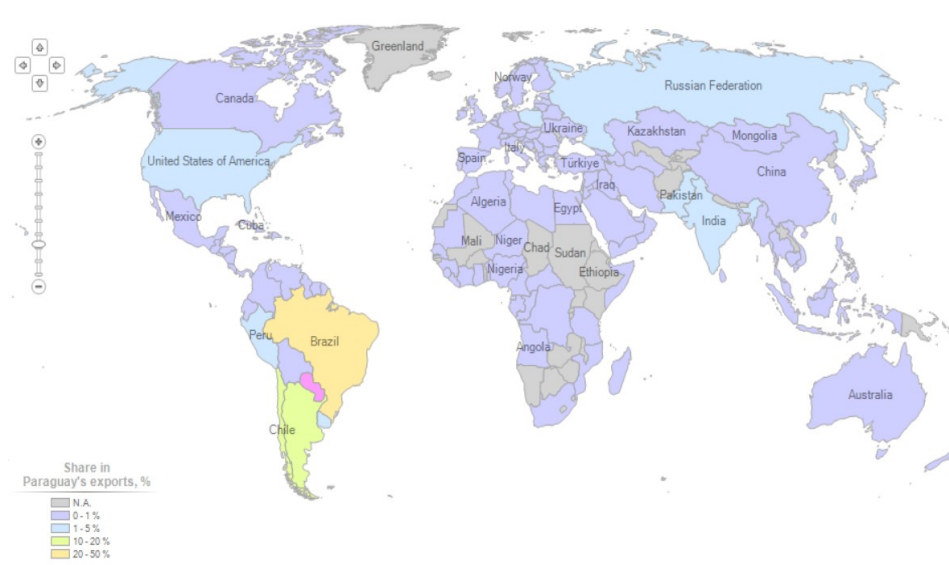 Greenland
Norway
Russian Federation
Canada
Ukraine
Kazakhstan
Mongolia
Italy
United States of America
Spain
Türkiye
China
Iraq
Pakistan
Algeria
Egypt
Mexico
Cuba
India
Mali
Niger
Chad
Sudan
Nigeria
Ethiopia
Peru
Brazil
Angola
Australia
Chile
Share in
Paraguay's exports, %
N.A.
0 - 1 %
1 - 5 %
10 - 20 %
20 - 50 %